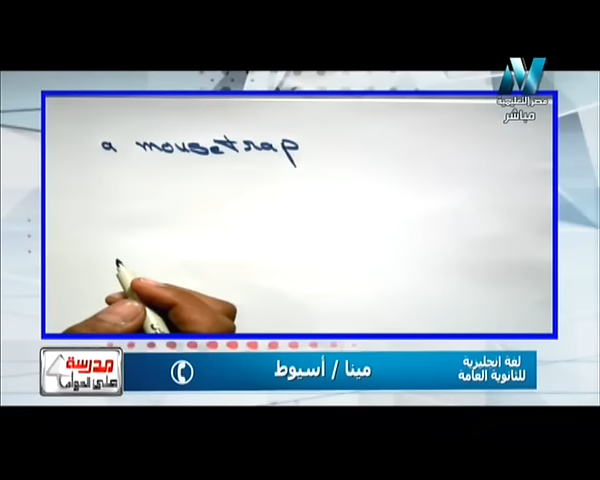 مصر التعليمية
مباشر
a mousetrap
مدرسة
على الهواء
مينا / أسيوط
لغة انجليزية
للثانوية العامة